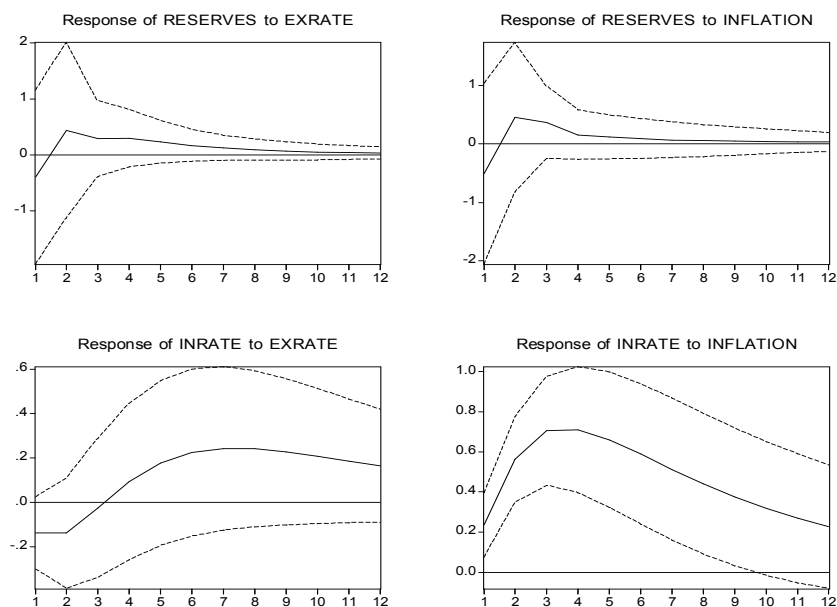 Response of RESERVES to EXRATE
2
1
0
-1
1 2 3 4 5 6 7 8 9 10 11 12
Response of RESERVES to INFLATION
1
0
-1
-2
1 2 3 4 5 6 7 8 9 10 11 12
Response of INRATE to EXRATE
.6
.4
.2
.0
-.2
1 2 3 4 5 6 7 8 9 10 11 12
Response of INRATE to INFLATION
1.0
0.8
0.6
0.4
0.2
0.0
1 2 3 4 5 6 7 8 9 10 11 12